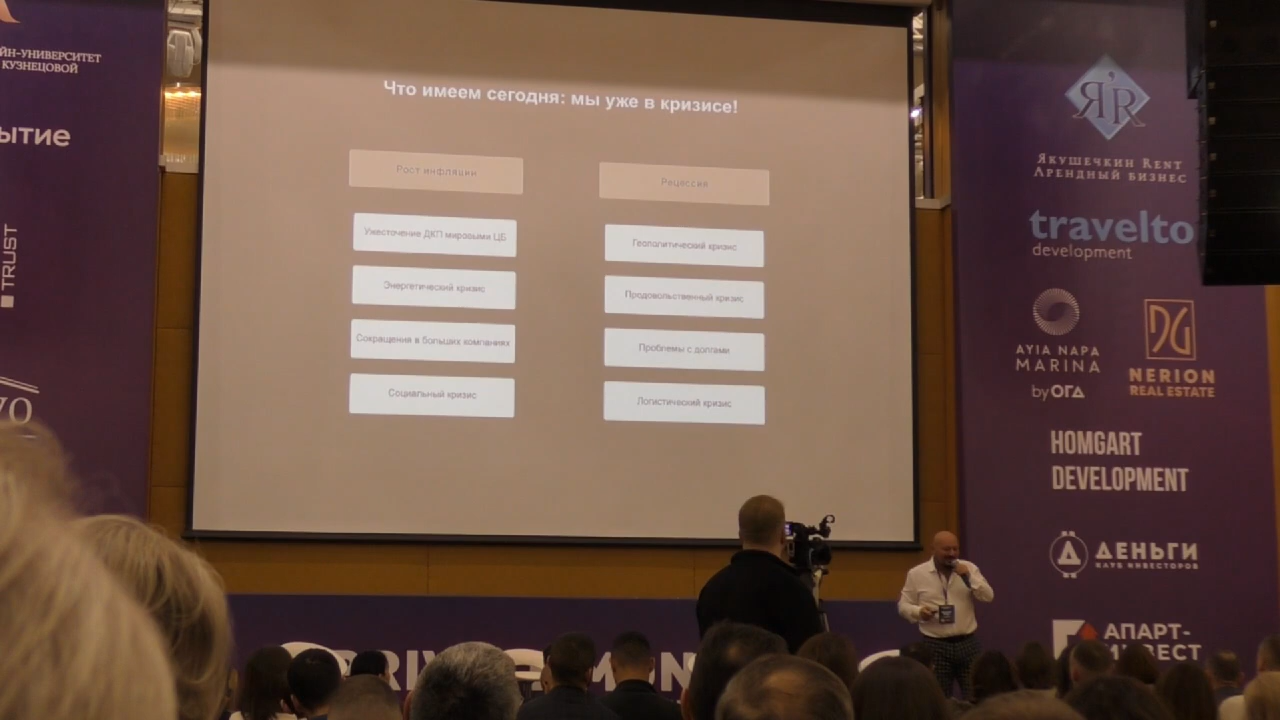 ЙН-УНИВЕРСИТЕТ
КУЗНЕЦОВОЙ
ытие
TRUST
Что имеем сегодня: мы уже в кризисе!
Рост инфляции
Ужесточение ДКП мировыми ЦБ
Энергетический кризис
Сокращения в больших компаниях
Социальный кризис
Рецессия
Геополитический кризис
Продовольственный кризис
Проблемы с долгами
Логистический кризис
Я'R
ЯКУШЕЧКИН RENT
АРЕНДНЫЙ БИЗНЕС
travelto
development
AYIA NAPA
MARINA
by ОГА
NG
NERION
REAL ESTATE
HOMGART
DEVELOPMENT
ДЕНЬГИ
КЛУБ ИНВЕСТОРОВ
АПАРТ-
ИНВЕСТ